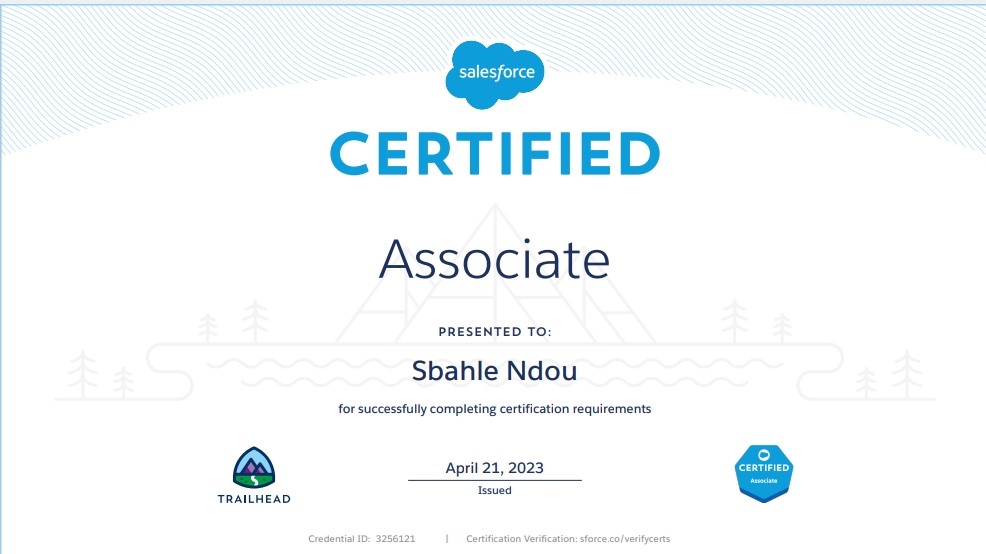 salesforce
CERTIFIED
Associate
PRESENTED TO:
Sbahle Ndou
for successfully completing certification requirements
TRAILHEAD
April 21, 2023
Issued
CERTIFIED
Associate
Credential ID: 3256121 | Certification Verification: sforce.co/verifycerts